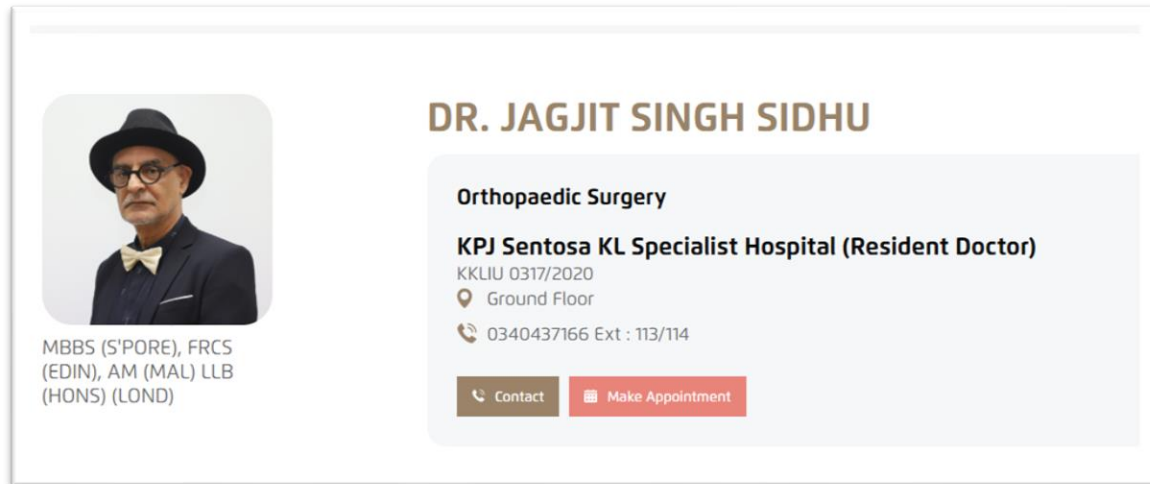 DR. JAGJIT SINGH SIDHU
Orthopaedic Surgery
KPJ Sentosa KL Specialist Hospital (Resident Doctor)
KKLIU 0317/2020
Ground Floor
0340437166 Ext : 113/114
Contact
Make Appointment
MBBS (S'PORE), FRCS
(EDIN), AM (MAL) LLB
(HONS) (LOND)